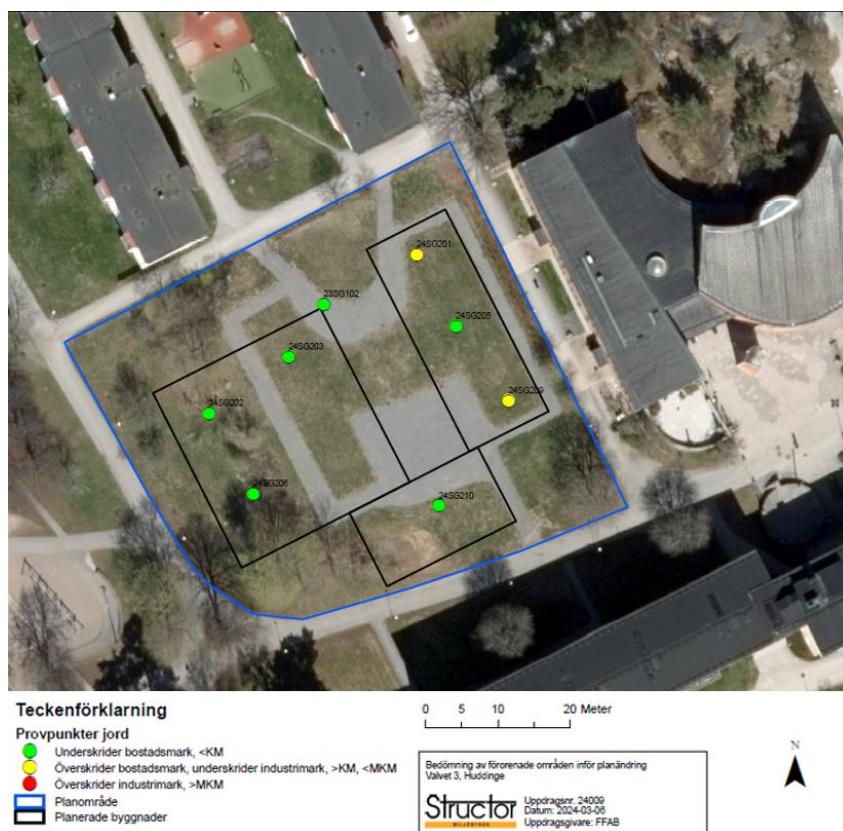 24SG201
23SG102
24SG205
24SG203
24SG209
24SG202
24SG206
24SG210
Teckenförklarning
Provpunkter jord
Underskrider bostadsmark, <KM
Överskrider bostadsmark, underskrider industrimark, >KM, <MKM
Överskrider industrimark, >MKM
Planområde
Planerade byggnader
0 5 10 20 Meter
Bedömning av förorenade områden inför planändring
Valvet 3, Huddinge
Structor
MILJÖBYRÅN
Uppdragsnr. 24009
Datum: 2024-03-06
Uppdragsgivare: FFAB
N